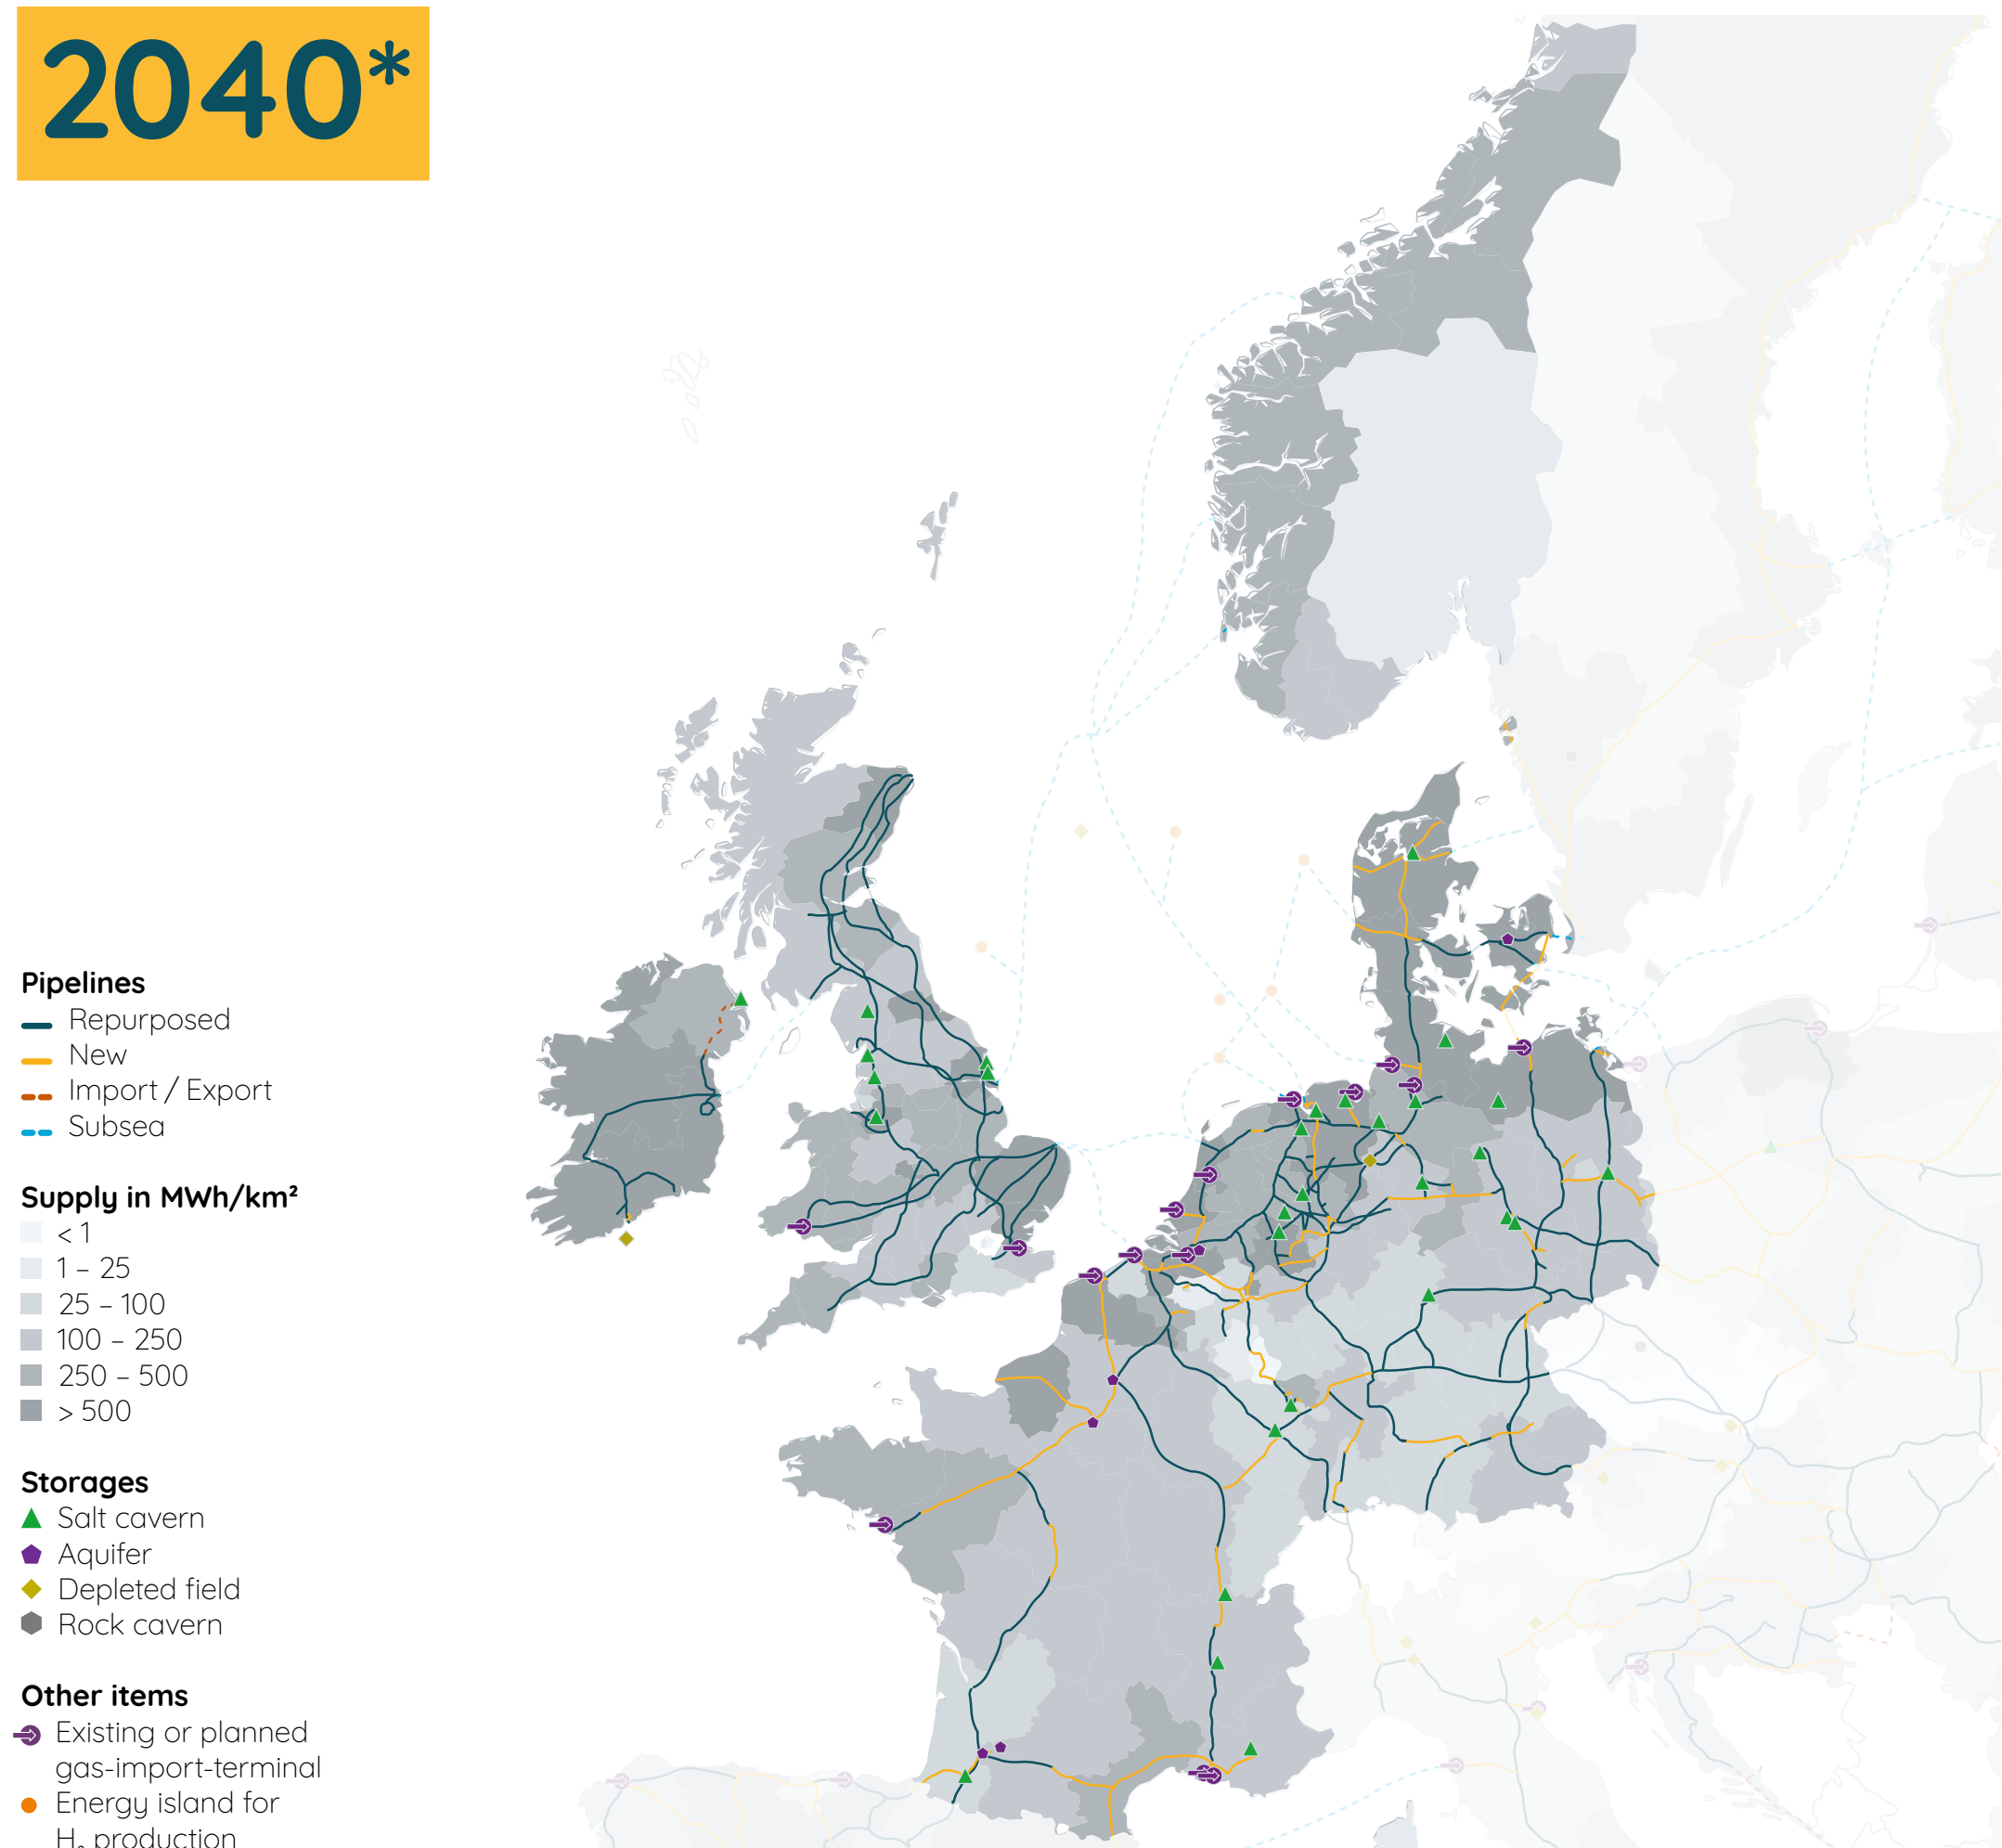 2040*
Pipelines
Repurposed
New
Import / Export
Subsea
Supply in MWh/km²
< 1
1 – 25
25 – 100
100 – 250
250 – 500
> 500
Storages
Salt cavern
Aquifer
Depleted field
Rock cavern
Other items
Existing or planned
gas-import-terminal
Energy island for
H₂ production